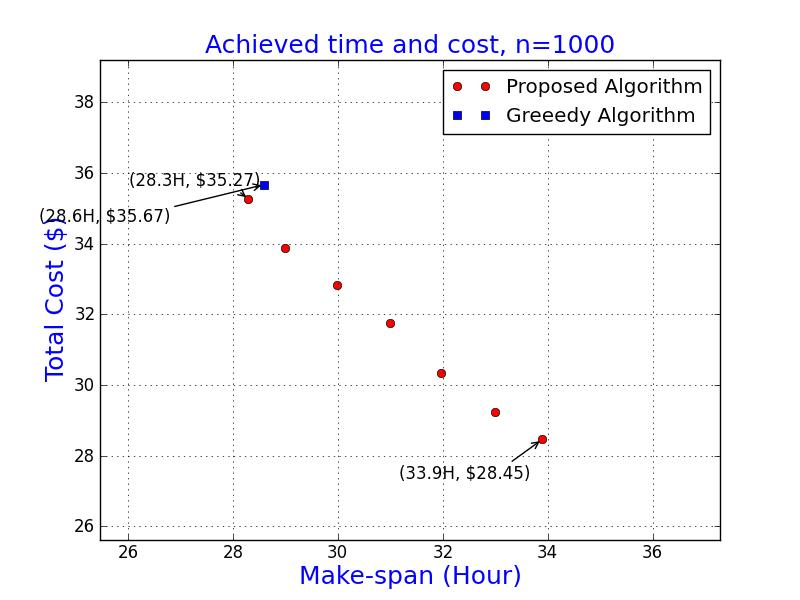 Achieved time and cost, n=1000
Proposed Algorithm
Greeedy Algorithm
(28.3H, $35.27)
(28.6H, $35.67)
(33.9H, $28.45)
Total Cost ($)
38
36
34
32
30
28
26
26 28 30 32 34 36
Make-span (Hour)